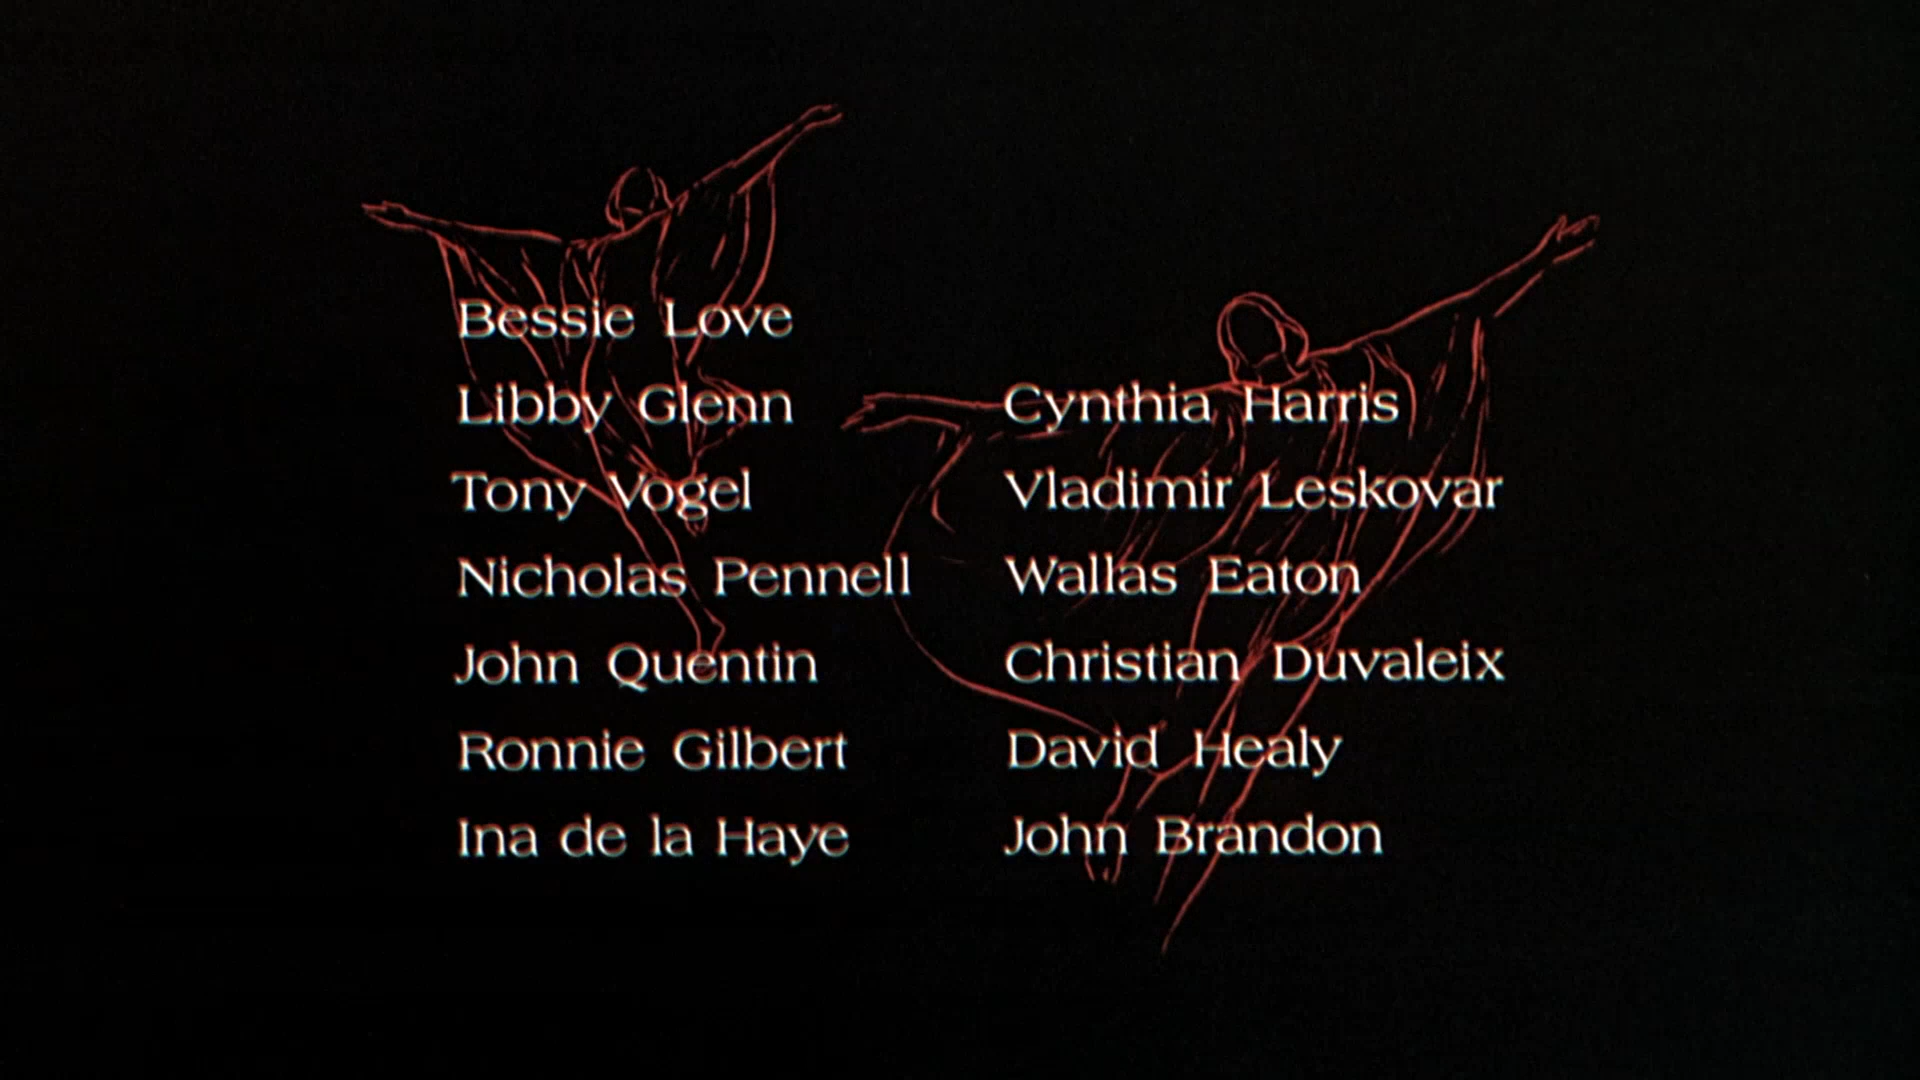 Bessie Love
Libby Glenn
Tony Vogel
Nicholas Pennell
John Quentin
Ronnie Gilbert
Ina de la Haye
Cynthia Harris
Vladimir Leskovar
Wallas Eaton
Christian Duvaleix
David Healy
John Brandon